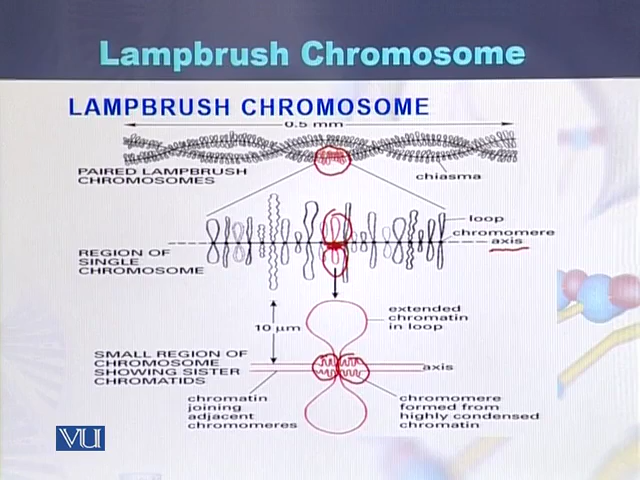 Lampbrush Chromosome
LAMPBRUSH CHROMOSOME
0.5 mm
PAIRED LAMPBRUSH
CHROMOSOMES
chiasma
loop
chromomere
axis
REGION OF
SINGLE
CHROMOSOME
10 µm
extended
chromatin
in loop
SMALL REGION OF
CHROMOSOME
SHOWING SISTER
CHROMATIDS
axis
chromatin
joining
adjacent
chromomeres
chromomere
formed from
highly condensed
chromatin
VU